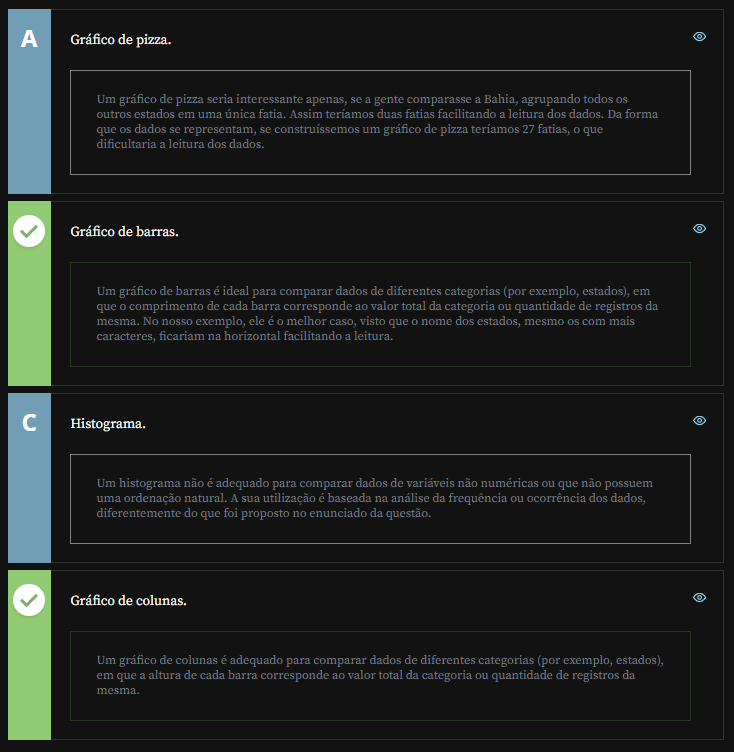 A
Gráfico de pizza.
Um gráfico de pizza seria interessante apenas, se a gente comparasse a Bahia, agrupando todos os
outros estados em uma única fatia. Assim teríamos duas fatias facilitando a leitura dos dados. Da forma
que os dados se representam, se construíssemos um gráfico de pizza teríamos 27 fatias, o que
dificultaria a leitura dos dados.
Gráfico de barras.
Um gráfico de barras é ideal para comparar dados de diferentes categorias (por exemplo, estados), em
que o comprimento de cada barra corresponde ao valor total da categoria ou quantidade de registros da
mesma. No nosso exemplo, ele é o melhor caso, visto que o nome dos estados, mesmo os com mais
caracteres, ficariam na horizontal facilitando a leitura.
C
Histograma.
Um histograma não é adequado para comparar dados de variáveis não numéricas ou que não possuem
uma ordenação natural. A sua utilização é baseada na análise da frequência ou ocorrência dos dados,
diferentemente do que foi proposto no enunciado da questão.
Gráfico de colunas.
Um gráfico de colunas é adequado para comparar dados de diferentes categorias (por exemplo, estados),
em que a altura de cada barra corresponde ao valor total da categoria ou quantidade de registros da
mesma.